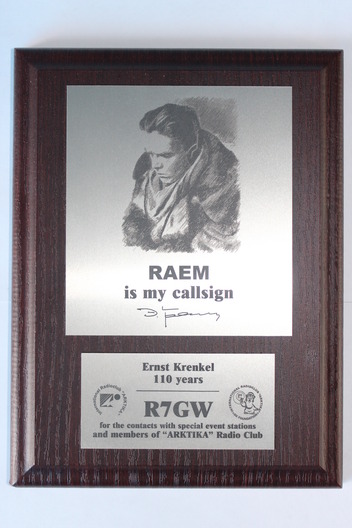 RAEM
is my callsign
Ernst Krenkel
110 years
R7GW
for the contacts with special event stations
and members of "ARKTIKA" Radio Club